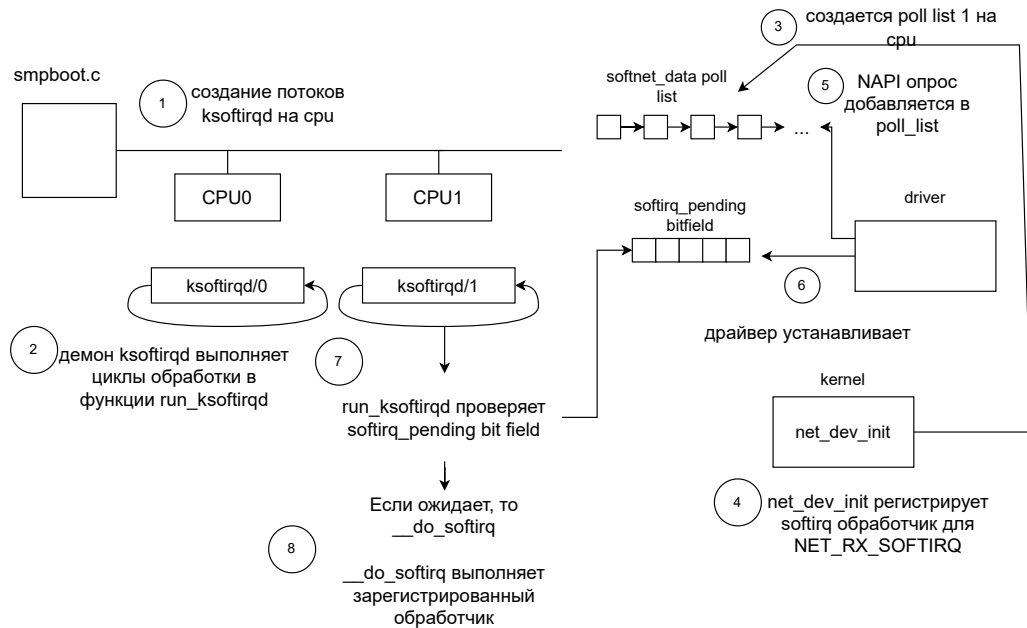 smpboot.c
1
создание потоков
ksoftirqd на cpu
CPU0
CPU1
ksoftirqd/0
ksoftirqd/1
2
демон ksoftirqd выполняет
циклы обработки в
функции run_ksoftirqd
3
создается poll list 1 на
cpu
softnet_data poll
list
...
5
NAPI опрос
добавляется в
poll_list
softirq_pending
bitfield
driver
6
драйвер устанавливает
7
run_ksoftirqd проверяет
softirq_pending bit field
kernel
net_dev_init
4
net_dev_init регистрирует
softirq обработчик для
NET_RX_SOFTIRQ
Если ожидает, то
__do_softirq
8
__do_softirq выполняет
зарегистрированный
обработчик